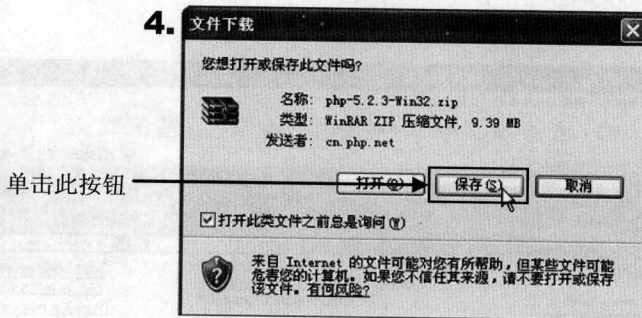 4.
文件下载
您想打开或保存此文件吗?
名称: php-5.2.3-Win32.zip
类型: WinRAR ZIP 压缩文件, 9.39 MB
发送者: cn.php.net
单击此按钮
打开(O) 保存(S) 取消
打开此类文件之前总是询问(W)
来自 Internet 的文件可能对您有所帮助，但某些文件可能
危害您的计算机。如果您不信任其来源，请不要打开或保存
该文件。有何风险?